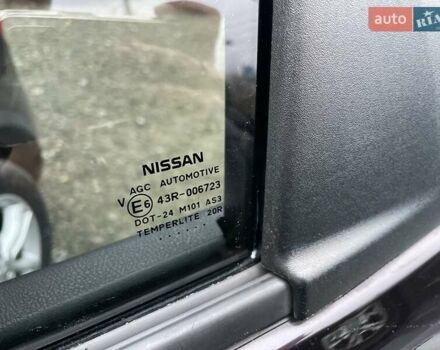 auto RIA
NISSAN
AGC AUTOMOTIVE
V E6 43R-006723
DOT-24 M101 AS3
TEMPERLITE 20R